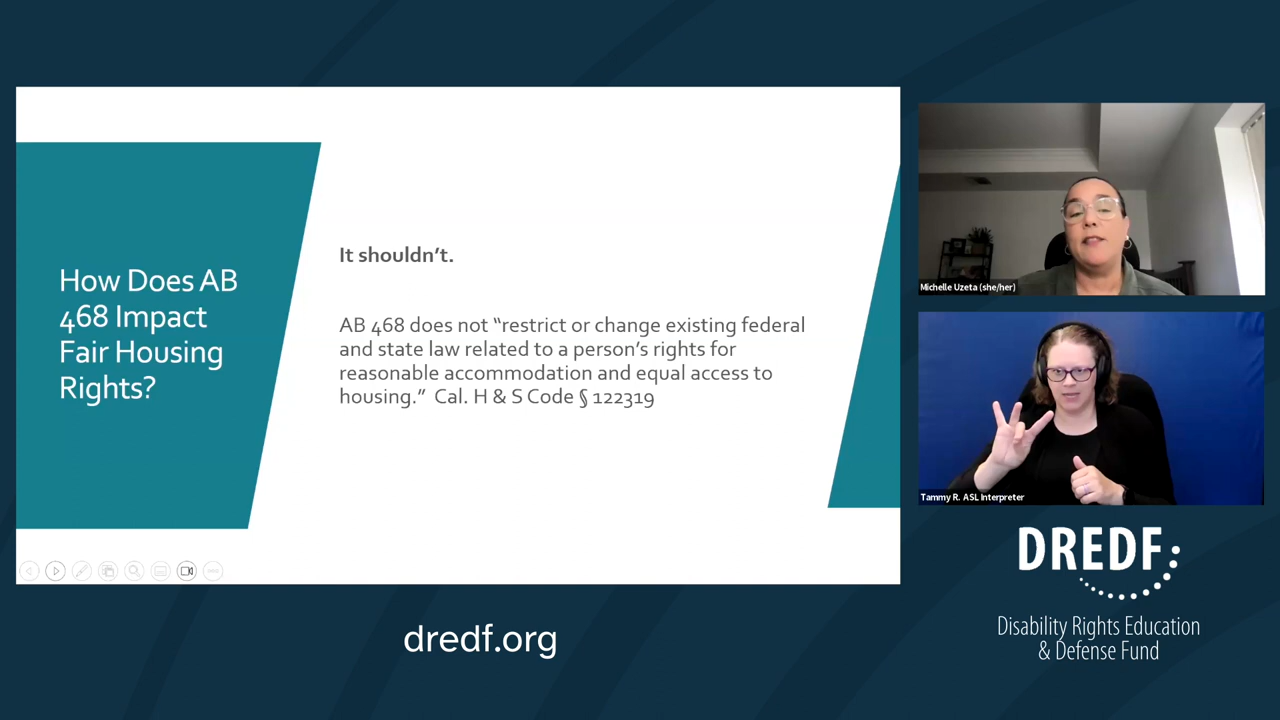 How Does AB
468 Impact
Fair Housing
Rights?
It shouldn't.
AB 468 does not “restrict or change existing federal
and state law related to a person's rights for
reasonable accommodation and equal access to
housing.” Cal. H & S Code § 122319
Michelle Uzeta (she/her)
Tammy R. ASL Interpreter
DREDF
Disability Rights Education
& Defense Fund
dredf.org